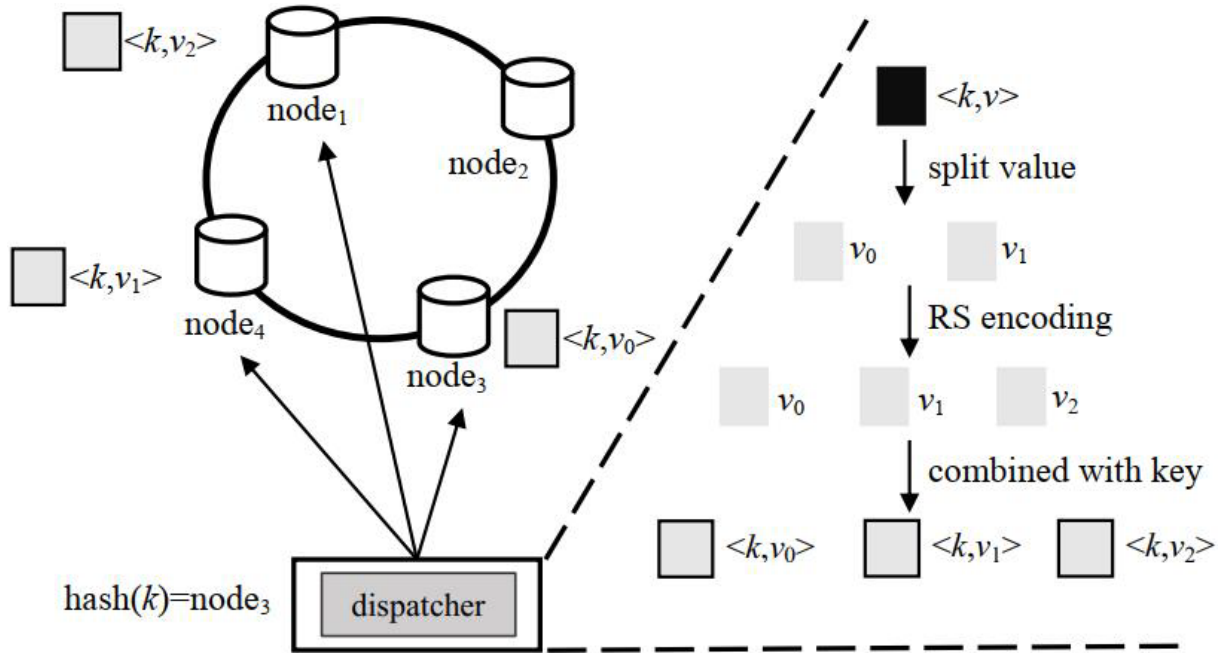 <k,v₂>
node₁
node₂
<k,v₁>
node₄
<k,v₀>
node₃
hash(k)=node₃
dispatcher
<k,v>
split value
v₀ v₁
RS encoding
v₀ v₁ v₂
combined with key
<k,v₀> <k,v₁> <k,v₂>